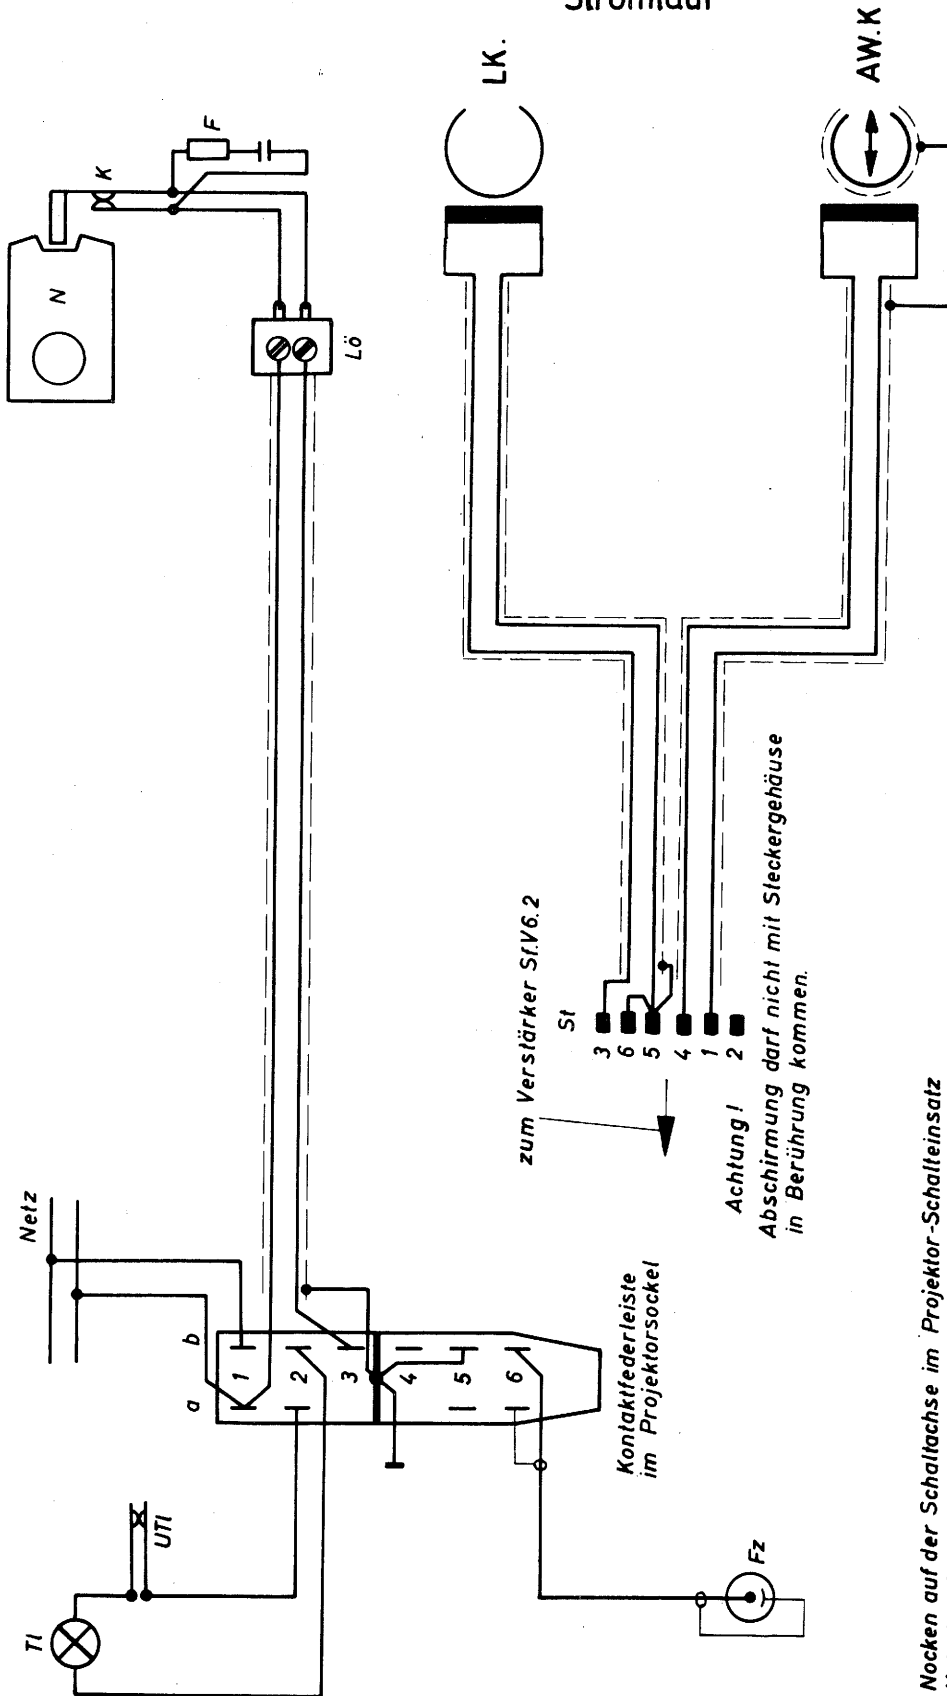 Stromlauf
LK.
AW.K
K
F
N
Lö
Netz
zum Verstärker Sf.V6.2
St
3
6
5
4
1
2
Achtung!
Abschirmung darf nicht mit Steckergehäuse
in Berührung kommen.
a
b
1
2
3
4
5
6
Kontaktfederleiste
im Projektorsockel
Tl
UTl
Fz
Nocken auf der Schaltachse im Projektor-Schalteinsatz